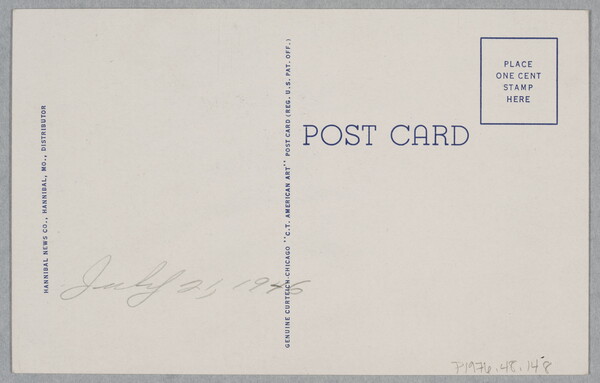 HANNIBAL NEWS CO., HANNIBAL, MO., DISTRIBUTOR
July 21, 1946
GENUINE CURTEICH-CHICAGO "C.T. AMERICAN ART" POST CARD (REG. U.S. PAT. OFF.)
POST CARD
PLACE
ONE CENT
STAMP
HERE
P1976.48.148